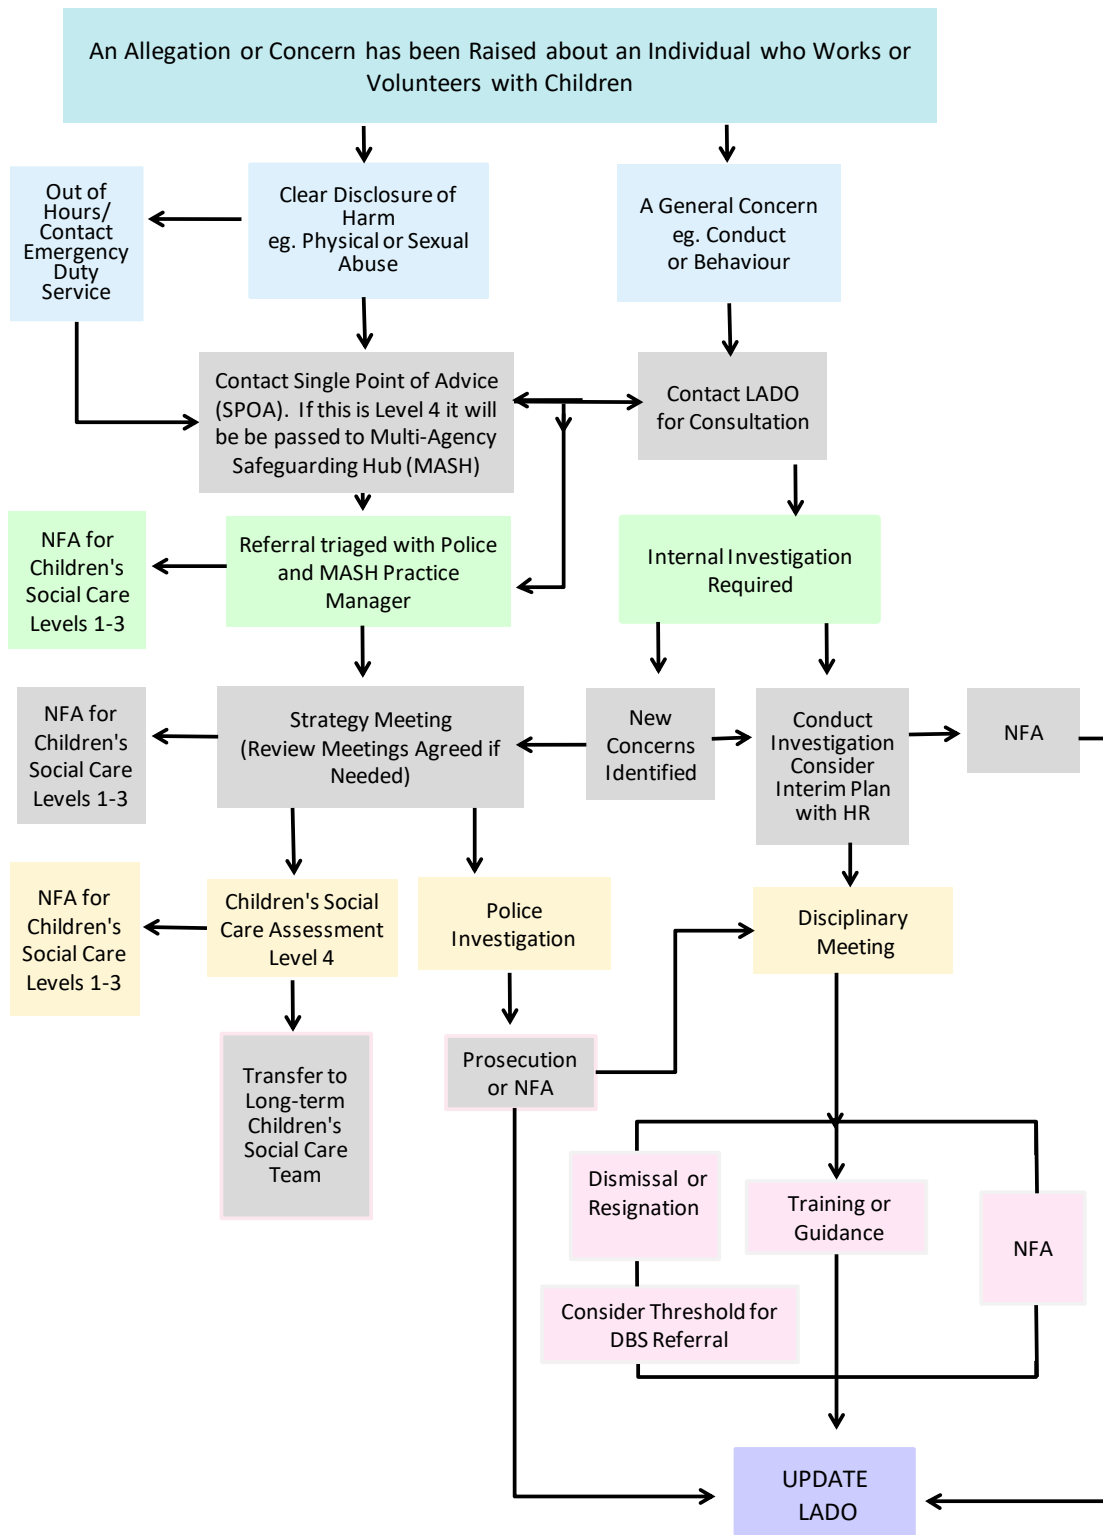 An Allegation or Concern has been Raised about an Individual who Works or
Volunteers with Children
Out of
Hours/
Contact
Emergency
Duty
Service
Clear Disclosure of
Harm
eg. Physical or Sexual
Abuse
A General Concern
eg. Conduct
or Behaviour
Contact Single Point of Advice
(SPOA). If this is Level 4 it will
be be passed to Multi-Agency
Safeguarding Hub (MASH)
Contact LADO
for Consultation
NFA for
Children's
Social Care
Levels 1-3
Referral triaged with Police
and MASH Practice
Manager
Internal Investigation
Required
NFA for
Children's
Social Care
Levels 1-3
Strategy Meeting
(Review Meetings Agreed if
Needed)
New
Concerns
Identified
Conduct
Investigation
Consider
Interim Plan
with HR
NFA
NFA for
Children's
Social Care
Levels 1-3
Children's Social
Care Assessment
Level 4
Police
Investigation
Disciplinary
Meeting
Transfer to
Long-term
Children's
Social Care
Team
Prosecution
or NFA
Dismissal or
Resignation
Training or
Guidance
NFA
Consider Threshold for
DBS Referral
UPDATE
LADO